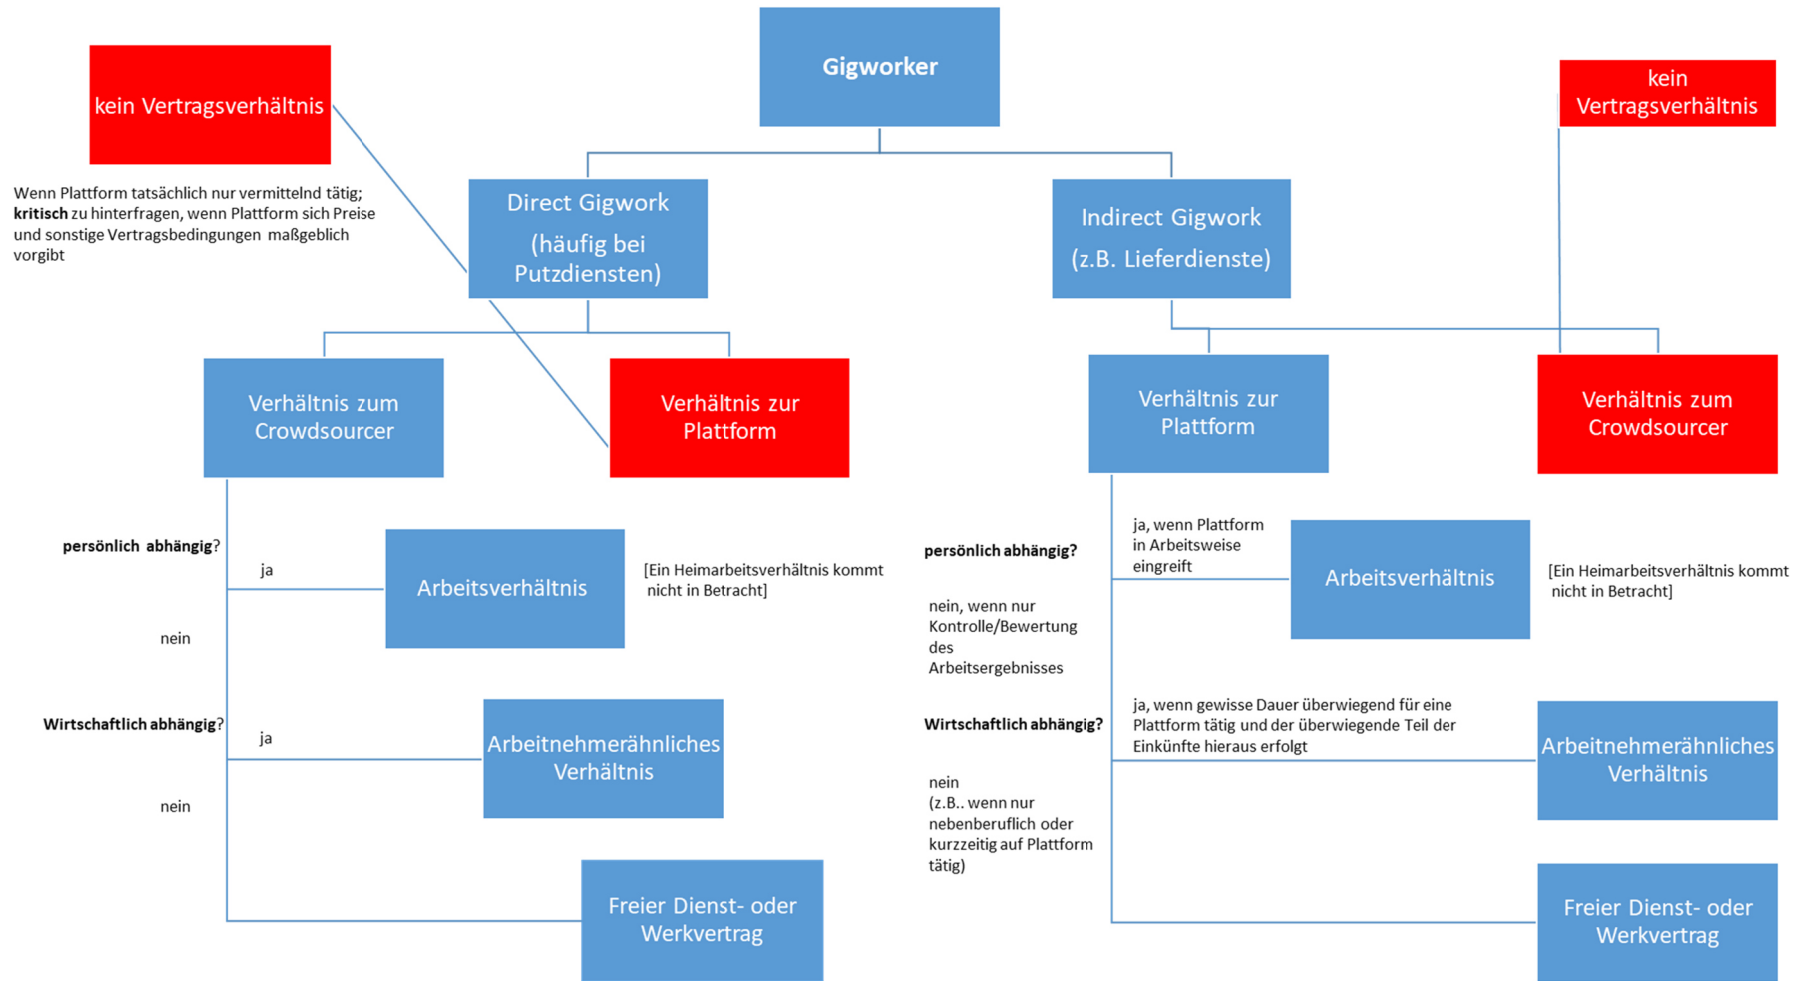 Gigworker
kein Vertragsverhältnis
kein
Vertragsverhältnis
Wenn Plattform tatsächlich nur vermittelnd tätig;
kritisch zu hinterfragen, wenn Plattform sich Preise
und sonstige Vertragsbedingungen maßgeblich
vorgibt
Direct Gigwork
(häufig bei
Putzdiensten)
Indirect Gigwork
(z.B. Lieferdienste)
Verhältnis zum
Crowdsourcer
Verhältnis zur
Plattform
Verhältnis zur
Plattform
Verhältnis zum
Crowdsourcer
persönlich abhängig?
ja
Arbeitsverhältnis
[Ein Heimarbeitsverhältnis kommt
nicht in Betracht]
nein
Wirtschaftlich abhängig?
ja
Arbeitnehmerähnliches
Verhältnis
nein
Freier Dienst- oder
Werkvertrag
persönlich abhängig?
ja, wenn Plattform
in Arbeitsweise
eingreift
Arbeitsverhältnis
[Ein Heimarbeitsverhältnis kommt
nicht in Betracht]
nein, wenn nur
Kontrolle/Bewertung
des
Arbeitsergebnisses
Wirtschaftlich abhängig?
ja, wenn gewisse Dauer überwiegend für eine
Plattform tätig und der überwiegende Teil der
Einkünfte hieraus erfolgt
Arbeitnehmerähnliches
Verhältnis
nein
(z.B.. wenn nur
nebenberuflich oder
kurzzeitig auf Plattform
tätig)
Freier Dienst- oder
Werkvertrag